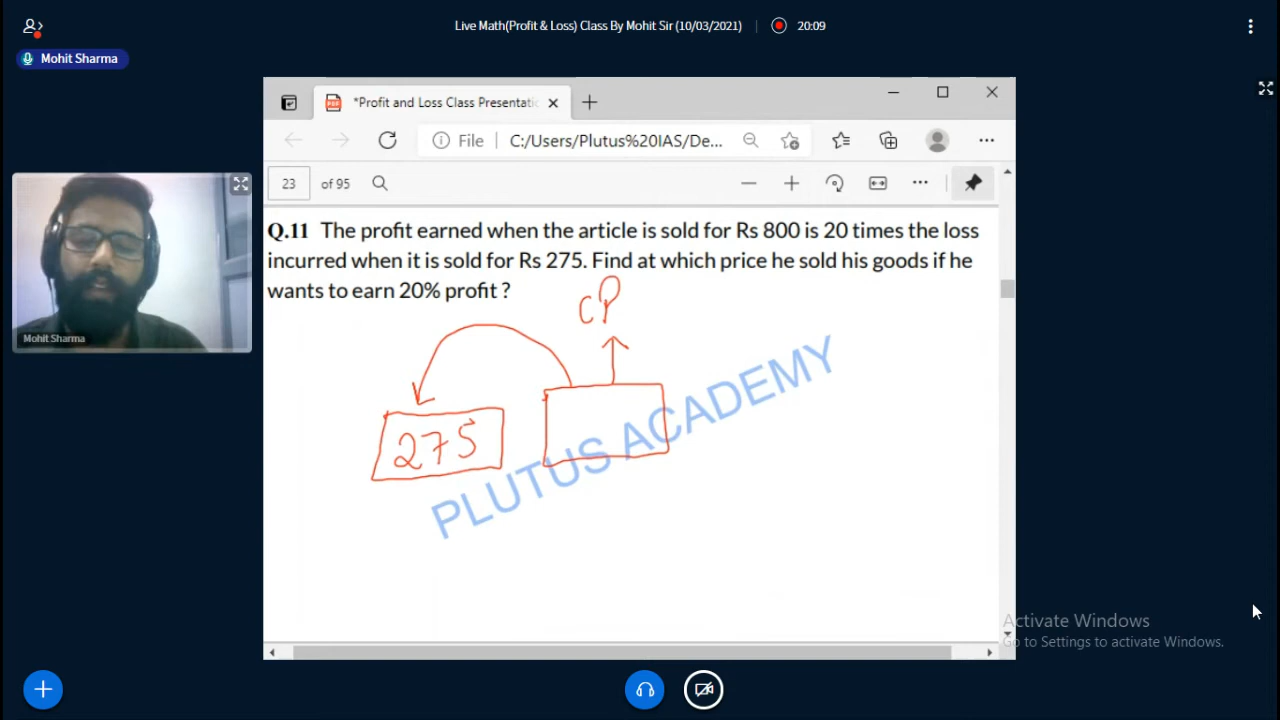 Live Math(Profit & Loss) Class By Mohit Sir (10/03/2021)
20:09
Mohit Sharma
*Profit and Loss Class Presentatic
File
C:/Users/Plutus%20IAS/De...
23
of 95
Mohit Sharma
Q.11 The profit earned when the article is sold for Rs 800 is 20 times the loss
incurred when it is sold for Rs 275. Find at which price he sold his goods if he
wants to earn 20% profit ?
CP
275
PLUTUS ACADEMY
Activate Windows
Go to Settings to activate Windows.